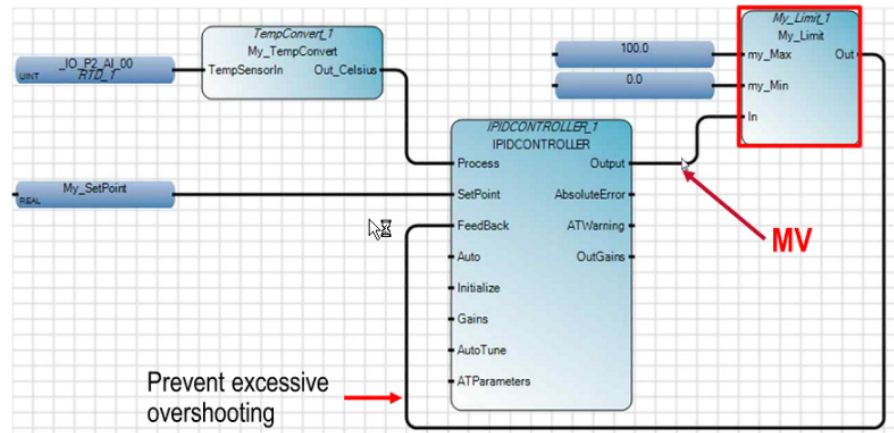 TempConvert_1
My_TempConvert
TempSensorIn Out_Celsius
_IO_P2_AI_00
UINT RTD_1
My_Limit_1
My_Limit
100.0
my_Max Out
0.0
my_Min
In
IPIDCONTROLLER_1
IPIDCONTROLLER
Process Output
My_SetPoint
REAL
SetPoint AbsoluteError
FeedBack ATWarning
Auto OutGains
Initialize
Gains
AutoTune
ATParameters
MV
Prevent excessive
overshooting